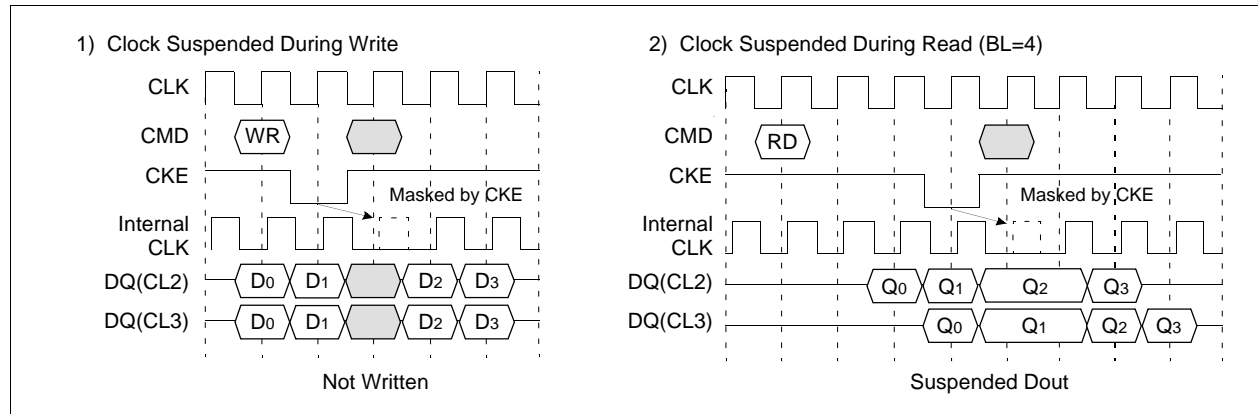 1) Clock Suspended During Write
CLK
CMD
WR
CKE
Masked by CKE
Internal
CLK
DQ(CL2)
D0 D1 D2 D3
DQ(CL3)
D0 D1 D2 D3
Not Written
2) Clock Suspended During Read (BL=4)
CLK
CMD
RD
CKE
Masked by CKE
Internal
CLK
DQ(CL2)
Q0 Q1 Q2 Q3
DQ(CL3)
Q0 Q1 Q2 Q3
Suspended Dout